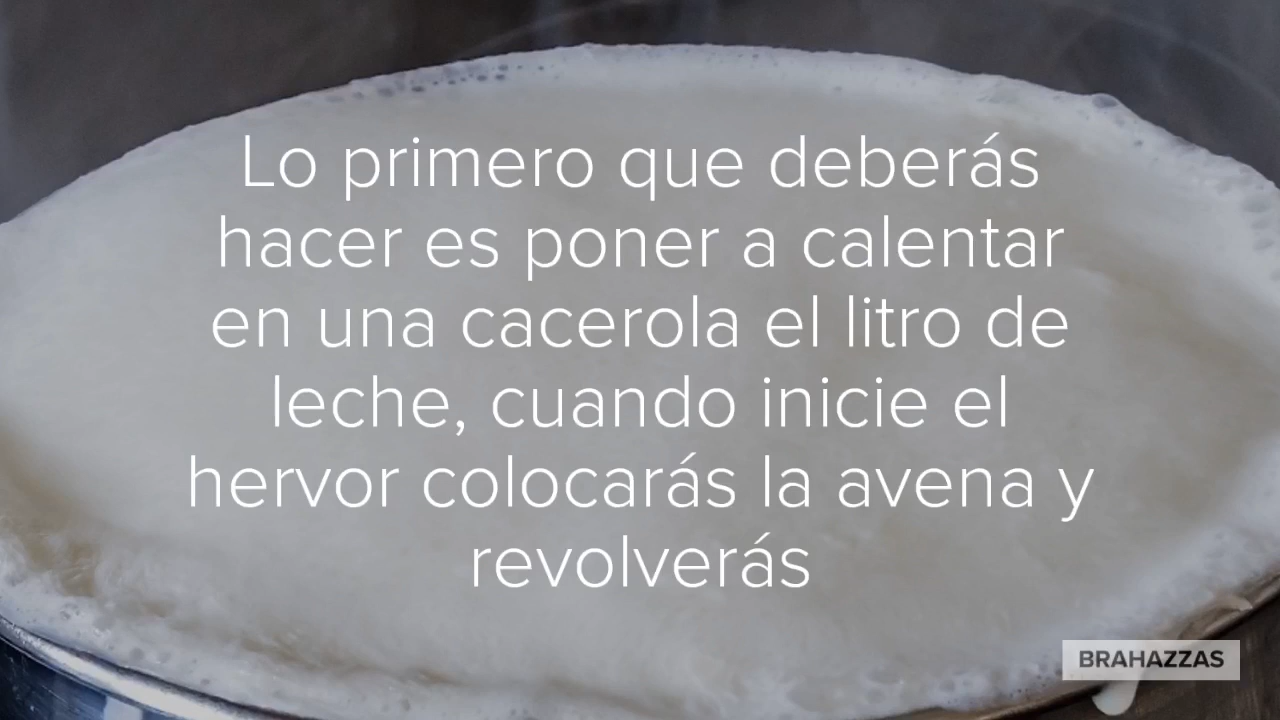 Lo primero que deberás
hacer es poner a calentar
en una cacerola el litro de
leche, cuando inicie el
hervor colocarás la avena y
revolverás
BRAHAZZAS